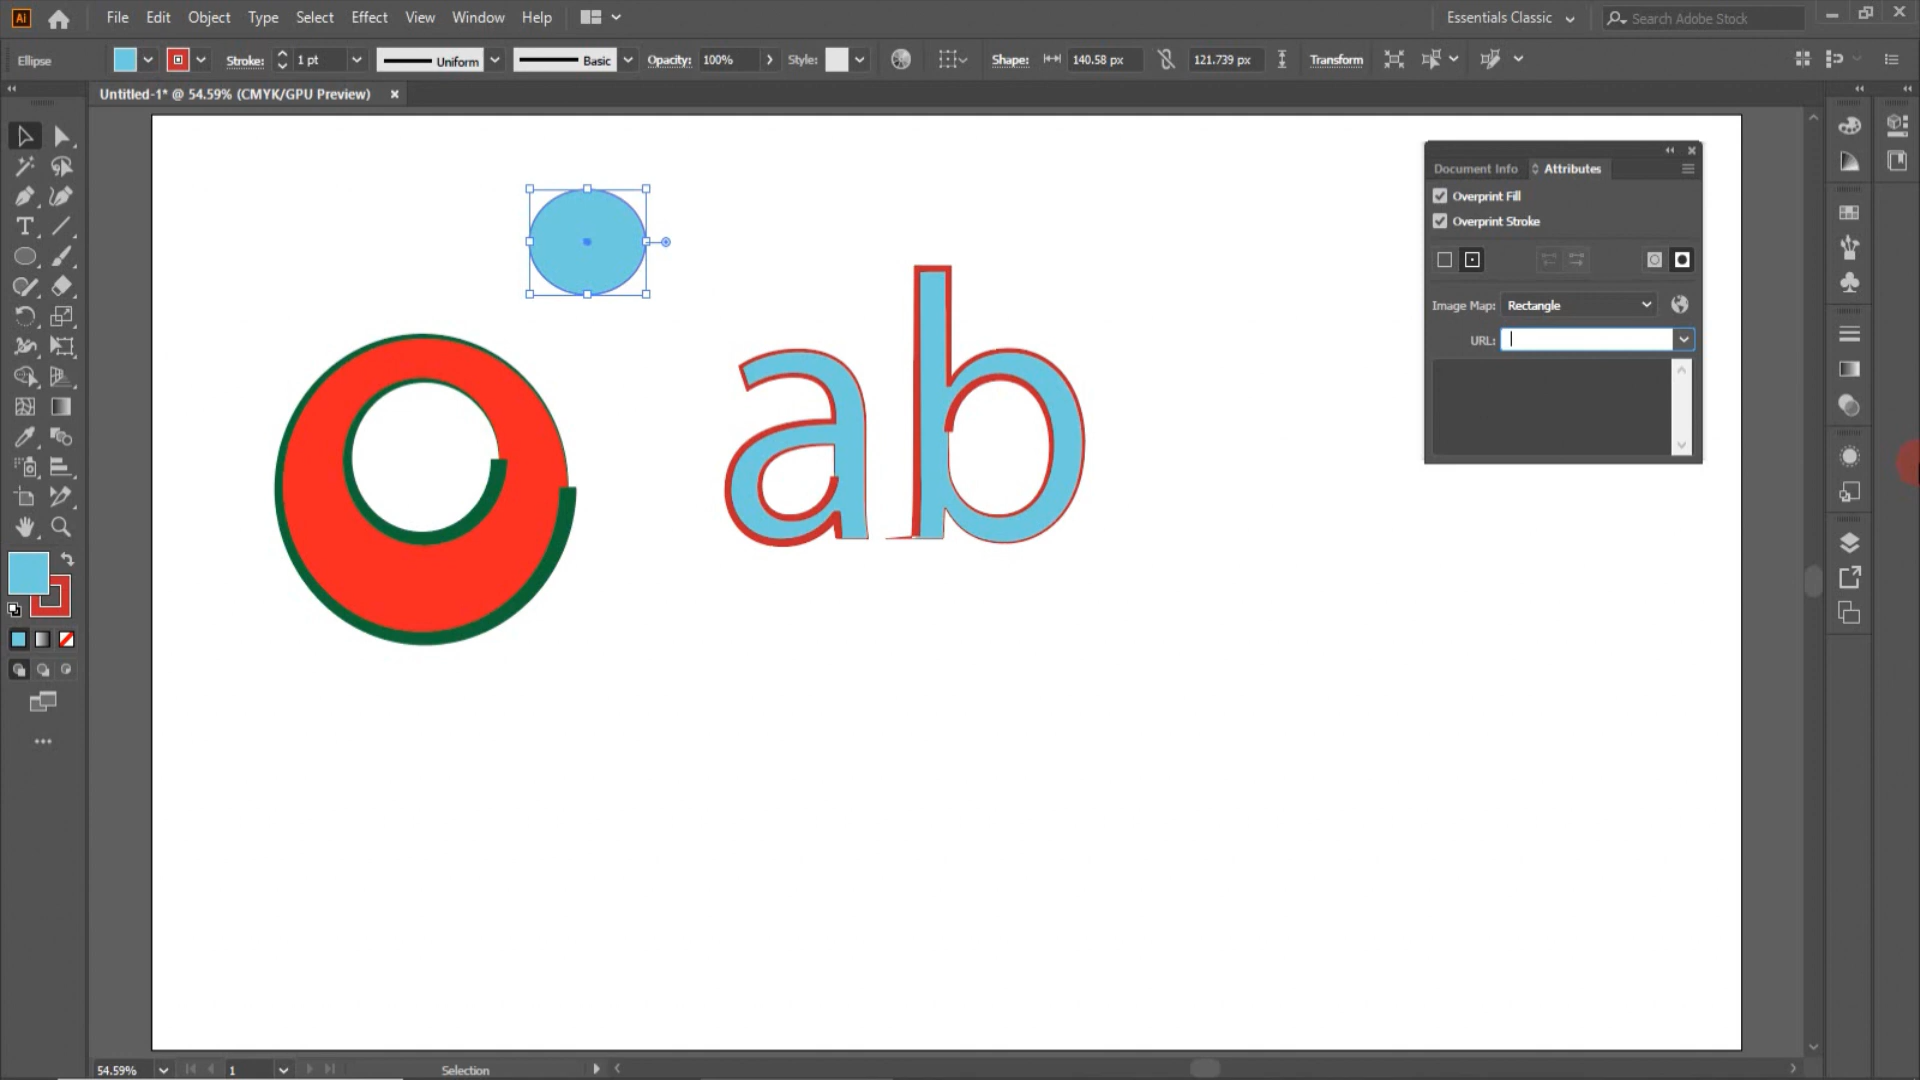 Ai File Edit Object Type Select Effect View Window Help Essentials Classic Search Adobe Stock
Ellipse Stroke: 1 pt Uniform Basic Opacity: 100% Style: Shape: 140.58 px 121.739 px Transform
Untitled-1* @ 54.59% (CMYK/GPU Preview)
Document Info Attributes
Overprint Fill
Overprint Stroke
Image Map: Rectangle
URL:
ab
54.59% 1 Selection